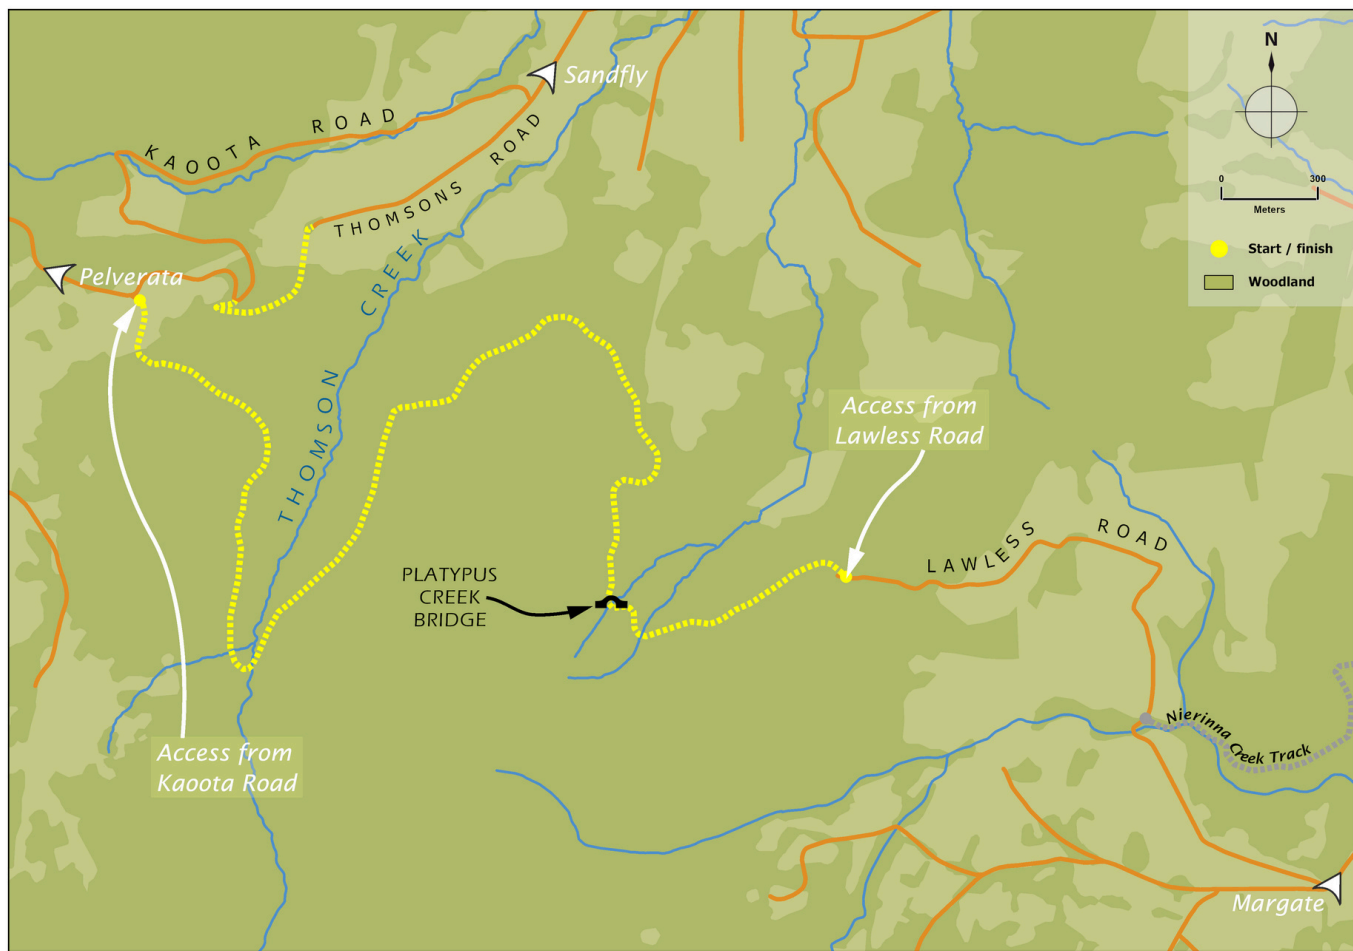 Sandfly
KAOOTA ROAD
THOMSONS ROAD
THOMSON CREEK
Pelverata
N
0 300
Meters
Start / finish
Woodland
Access from
Lawless Road
LAWLESS ROAD
PLATYPUS
CREEK
BRIDGE
Nierinna Creek Track
Access from
Kaoota Road
Margate